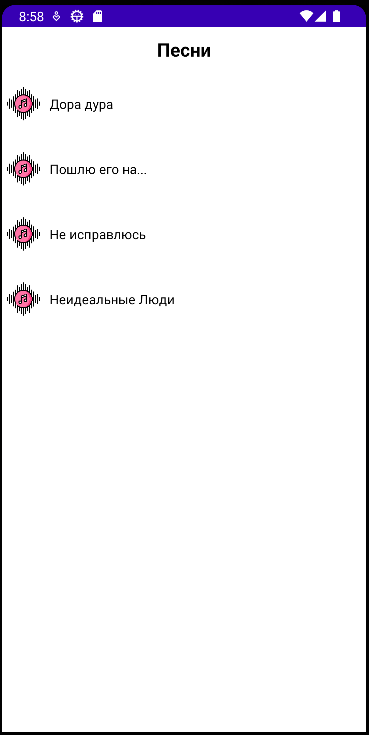 8:58
Песни
Дора дура
Пошлю его на...
Не исправлюсь
Неидеальные Люди